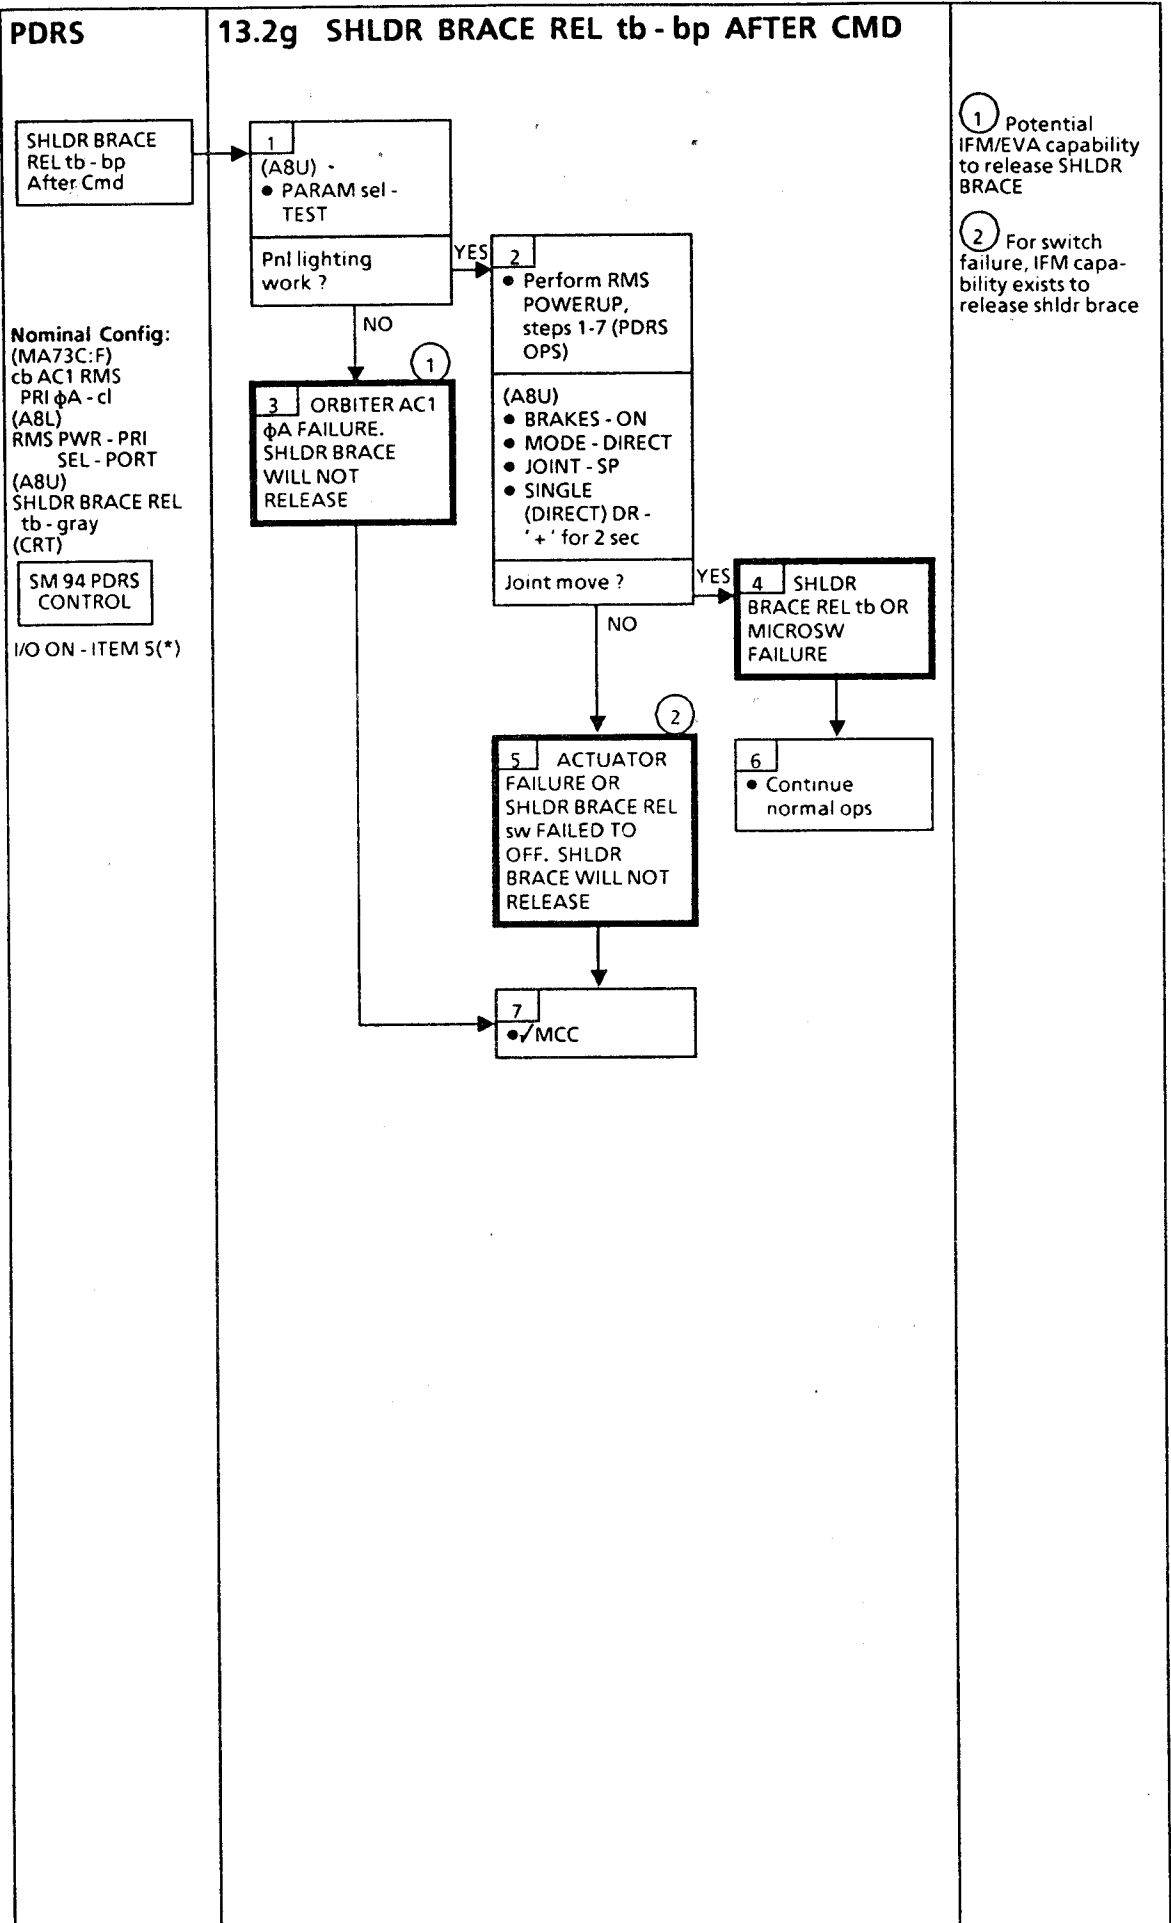 PDRS
13.2g SHLDR BRACE REL tb - bp AFTER CMD
SHLDR BRACE
REL tb - bp
After Cmd
Nominal Config:
(MA73C:F)
cb AC1 RMS
PRI ϕA - cl
(A8L)
RMS PWR - PRI
SEL - PORT
(A8U)
SHLDR BRACE REL
tb - gray
(CRT)
SM 94 PDRS
CONTROL
I/O ON - ITEM 5(*)
1
(A8U) -
● PARAM sel -
TEST
Pnl lighting
work ?
YES
NO
2
● Perform RMS
POWERUP,
steps 1-7 (PDRS
OPS)
(A8U)
● BRAKES - ON
● MODE - DIRECT
● JOINT - SP
● SINGLE
(DIRECT) DR -
'+' for 2 sec
Joint move ?
YES
NO
1
3 ORBITER AC1
ϕA FAILURE.
SHLDR BRACE
WILL NOT
RELEASE
4 SHLDR
BRACE REL tb OR
MICROSW
FAILURE
2
5 ACTUATOR
FAILURE OR
SHLDR BRACE REL
sw FAILED TO
OFF. SHLDR
BRACE WILL NOT
RELEASE
6
● Continue
normal ops
7
●✓MCC
1 Potential
IFM/EVA capability
to release SHLDR
BRACE
2 For switch
failure, IFM capa-
bility exists to
release shldr brace